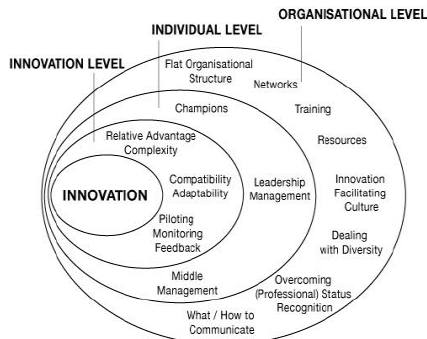 ORGANISATIONAL LEVEL
INDIVIDUAL LEVEL
INNOVATION LEVEL
Flat Organisational
Structure
Networks
Champions
Training
Relative Advantage
Complexity
Resources
Compatibility
Adaptability
Leadership
Management
Innovation
Facilitating
Culture
INNOVATION
Piloting
Monitoring
Feedback
Dealing
with Diversity
Middle
Management
Overcoming
(Professional) Status
Recognition
What / How to
Communicate